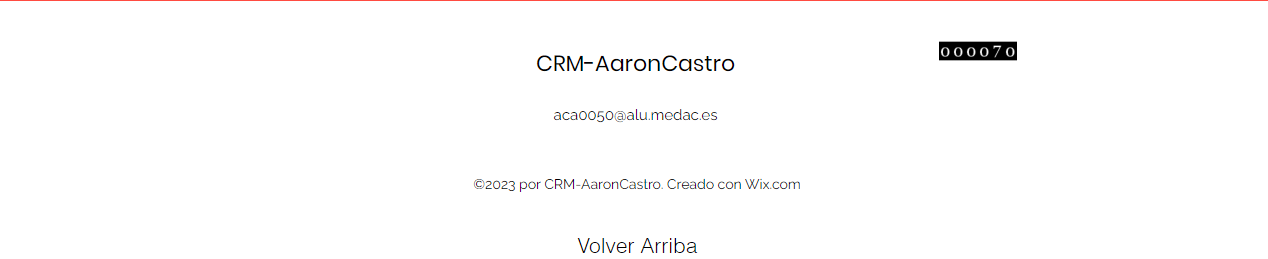 000070
CRM-AaronCastro
aca0050@alu.medac.es
©2023 por CRM-AaronCastro. Creado con Wix.com
Volver Arriba